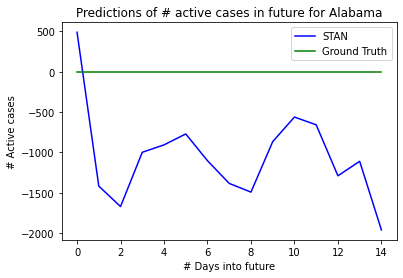 Predictions of # active cases in future for Alabama
STAN
Ground Truth
# Active cases
500
0
−500
−1000
−1500
−2000
0 2 4 6 8 10 12 14
# Days into future